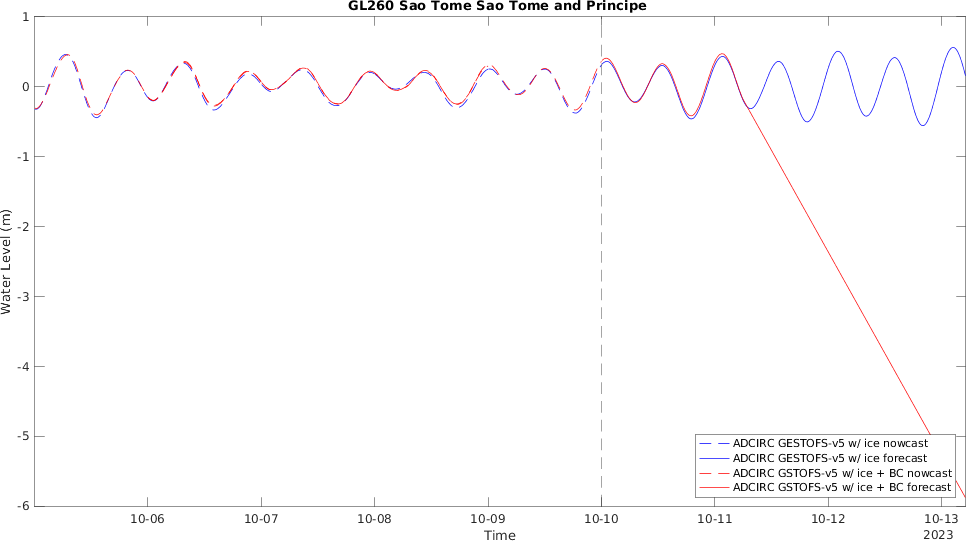 GL260 Sao Tome Sao Tome and Principe
1
0
-1
-2
-3
-4
-5
-6
Water Level (m)
ADCIRC GESTOFS-v5 w/ ice nowcast
ADCIRC GESTOFS-v5 w/ ice forecast
ADCIRC GSTOFS-v5 w/ ice + BC nowcast
ADCIRC GSTOFS-v5 w/ ice + BC forecast
10-06 10-07 10-08 10-09 10-10 10-11 10-12 10-13
Time
2023